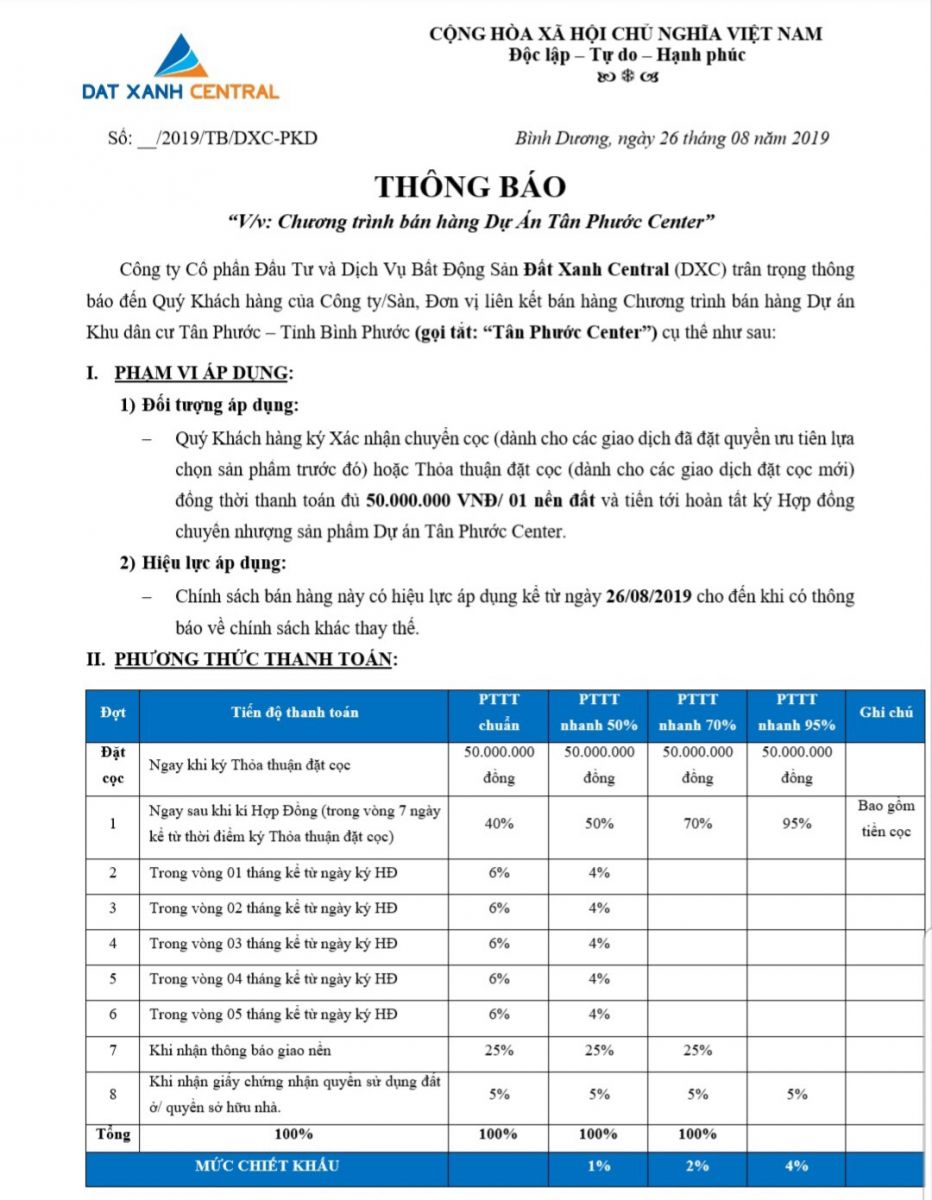 CỘNG HÒA XÃ HỘI CHỦ NGHĨA VIỆT NAM
Độc lập – Tự do – Hạnh phúc
DAT XANH CENTRAL
Số: __/2019/TB/DXC-PKD
Bình Dương, ngày 26 tháng 08 năm 2019
THÔNG BÁO
“V/v: Chương trình bán hàng Dự Án Tân Phước Center”
Công ty Cổ phần Đầu Tư và Dịch Vụ Bất Động Sản Đất Xanh Central (DXC) trân trọng thông
báo đến Quý Khách hàng của Công ty/Sàn, Đơn vị liên kết bán hàng Chương trình bán hàng Dự án
Khu dân cư Tân Phước – Tỉnh Bình Phước (gọi tắt: “Tân Phước Center”) cụ thể như sau:
I. PHẠM VI ÁP DỤNG:
1) Đối tượng áp dụng:
– Quý Khách hàng ký Xác nhận chuyển cọc (dành cho các giao dịch đã đặt quyền ưu tiên lựa
chọn sản phẩm trước đó) hoặc Thỏa thuận đặt cọc (dành cho các giao dịch đặt cọc mới)
đồng thời thanh toán đủ 50.000.000 VNĐ/ 01 nền đất và tiến tới hoàn tất ký Hợp đồng
chuyển nhượng sản phẩm Dự án Tân Phước Center.
2) Hiệu lực áp dụng:
– Chính sách bán hàng này có hiệu lực áp dụng kể từ ngày 26/08/2019 cho đến khi có thông
báo về chính sách khác thay thế.
II. PHƯƠNG THỨC THANH TOÁN:
Đợt Tiến độ thanh toán PTTT chuẩn PTTT nhanh 50% PTTT nhanh 70% PTTT nhanh 95% Ghi chú
Đặt cọc Ngay khi ký Thỏa thuận đặt cọc 50.000.000 đồng 50.000.000 đồng 50.000.000 đồng 50.000.000 đồng
1 Ngay sau khi kí Hợp Đồng (trong vòng 7 ngày kể từ thời điểm ký Thỏa thuận đặt cọc) 40% 50% 70% 95% Bao gồm tiền cọc
2 Trong vòng 01 tháng kể từ ngày ký HĐ 6% 4%
3 Trong vòng 02 tháng kể từ ngày ký HĐ 6% 4%
4 Trong vòng 03 tháng kể từ ngày ký HĐ 6% 4%
5 Trong vòng 04 tháng kể từ ngày ký HĐ 6% 4%
6 Trong vòng 05 tháng kể từ ngày ký HĐ 6% 4%
7 Khi nhận thông báo giao nền 25% 25% 25%
8 Khi nhận giấy chứng nhận quyền sử dụng đất ở/ quyền sở hữu nhà. 5% 5% 5% 5%
Tổng 100% 100% 100% 100%
MỨC CHIẾT KHẤU 1% 2% 4%